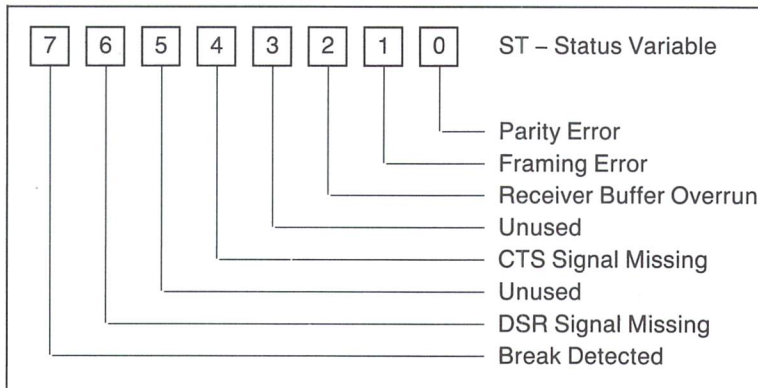 7 6 5 4 3 2 1 0 ST – Status Variable
Parity Error
Framing Error
Receiver Buffer Overrun
Unused
CTS Signal Missing
Unused
DSR Signal Missing
Break Detected